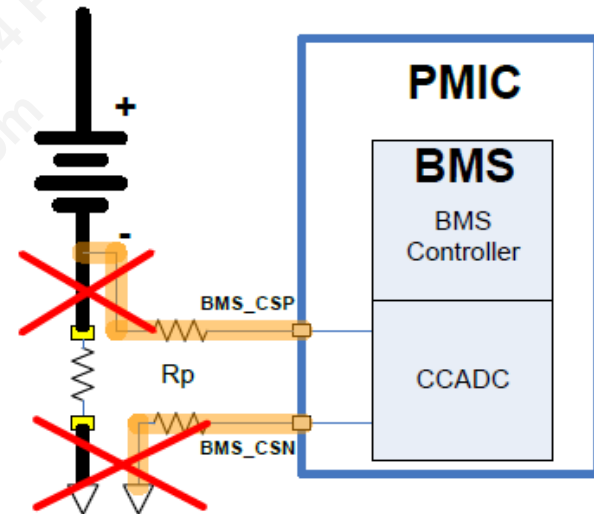 PMIC
+
BMS
BMS
Controller
-
BMS_CSP
Rp
CCADC
BMS_CSN